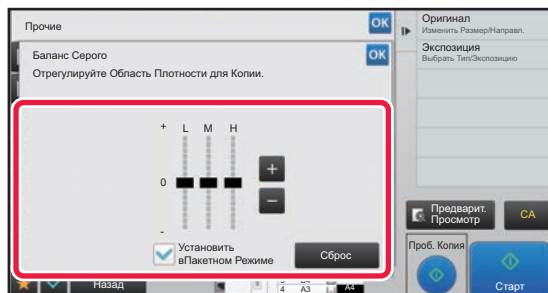 Прочие
OK
Баланс Серого
OK
Отрегулируйте Область Плотности для Копии.
+ L M H
+
0
-
-
Установить
вПакетном Режиме
Сброс
Назад
4 A3
A4
Оригинал
Изменить Размер/Направл.
Экспозиция
Выбрать Тип/Экспозицию
Предварит.
Просмотр
CA
Проб. Копия
Старт